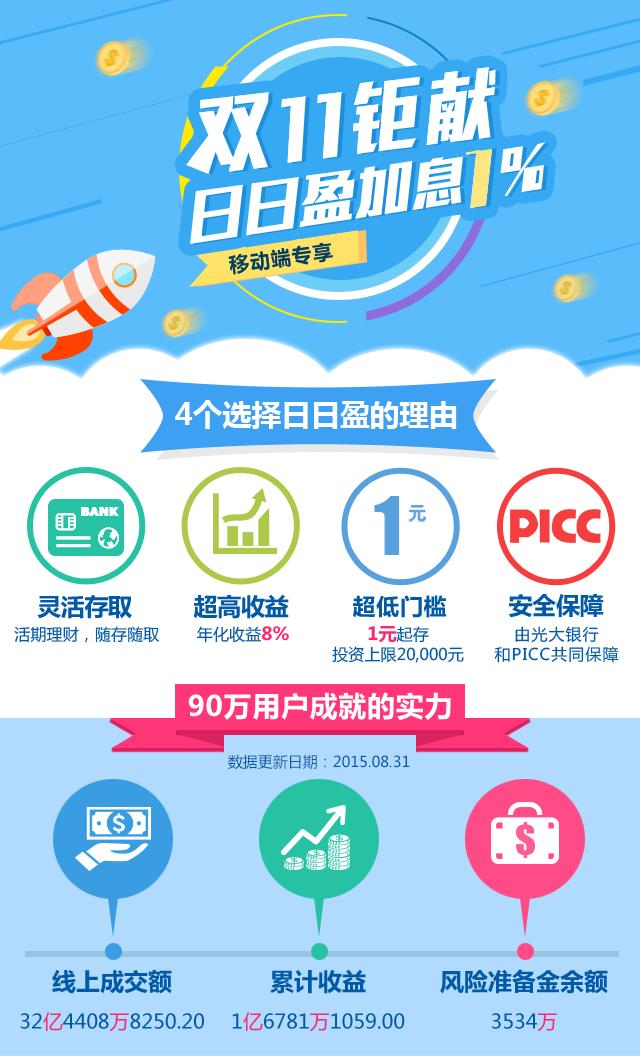 双11钜献
日日盈加息1%
移动端专享
4个选择日日盈的理由
BANK
1元
PICC
灵活存取
活期理财，随存随取
超高收益
年化收益8%
超低门槛
1元起存
投资上限20,000元
安全保障
由光大银行
和PICC共同保障
90万用户成就的实力
数据更新日期：2015.08.31
线上成交额
32亿4408万8250.20
累计收益
1亿6781万1059.00
风险准备金余额
3534万